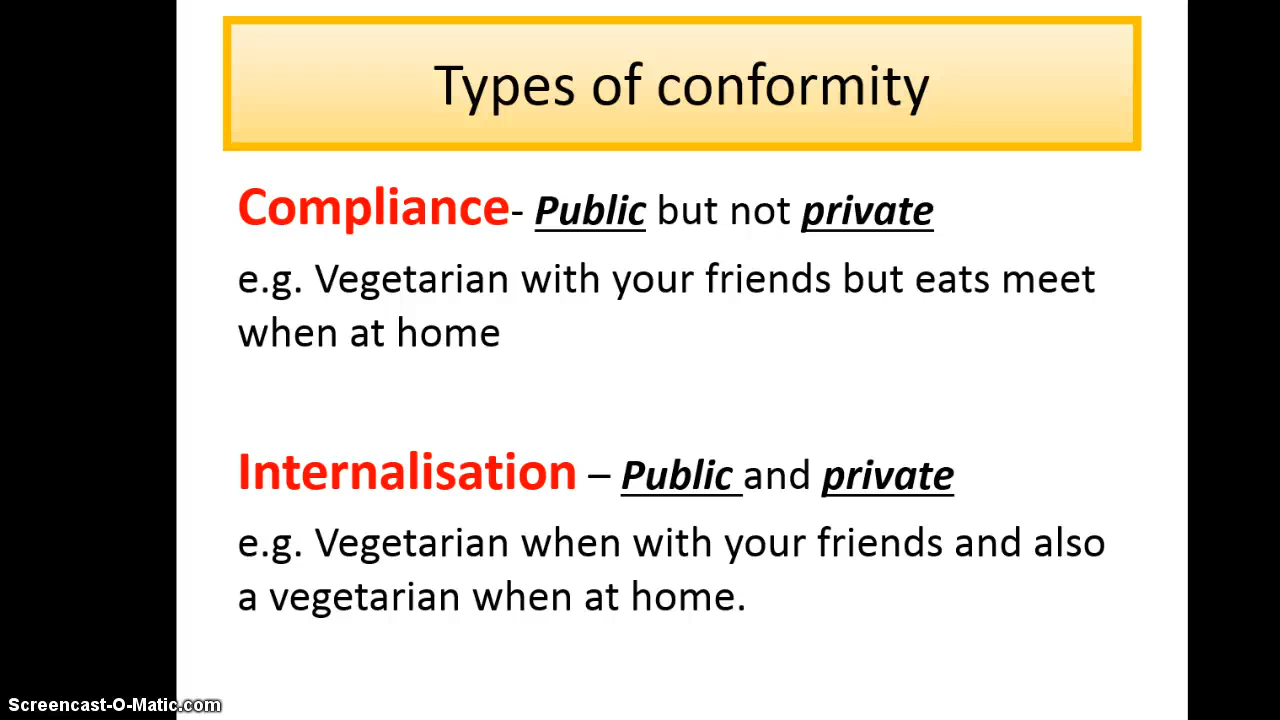 Types of conformity
Compliance- Public but not private
e.g. Vegetarian with your friends but eats meet
when at home
Internalisation – Public and private
e.g. Vegetarian when with your friends and also
a vegetarian when at home.
Screencast-O-Matic.com